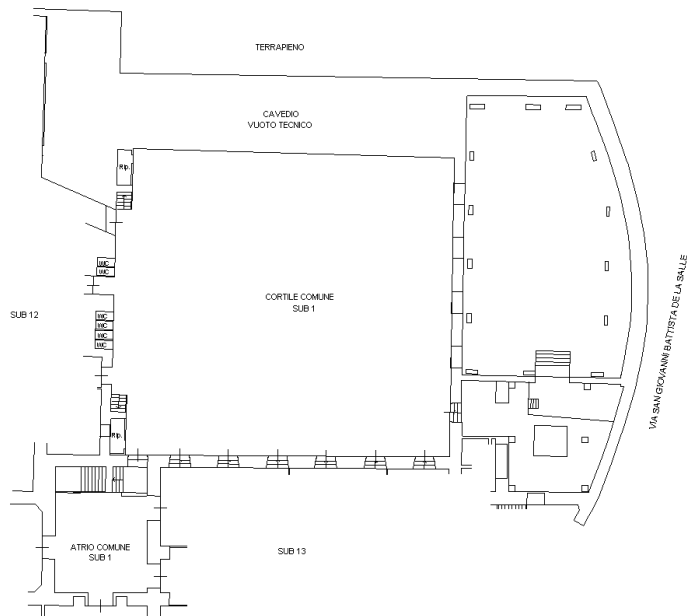 TERRAPIENO
CAVEDIO
VUOTO TECNICO
Rip.
WC
WC
CORTILE COMUNE
SUB 1
SUB 12
WC
WC
WC
WC
VIA SAN GIOVANNI BATTISTA DE LA SALLE
Rip.
ATRIO COMUNE
SUB 1
SUB 13